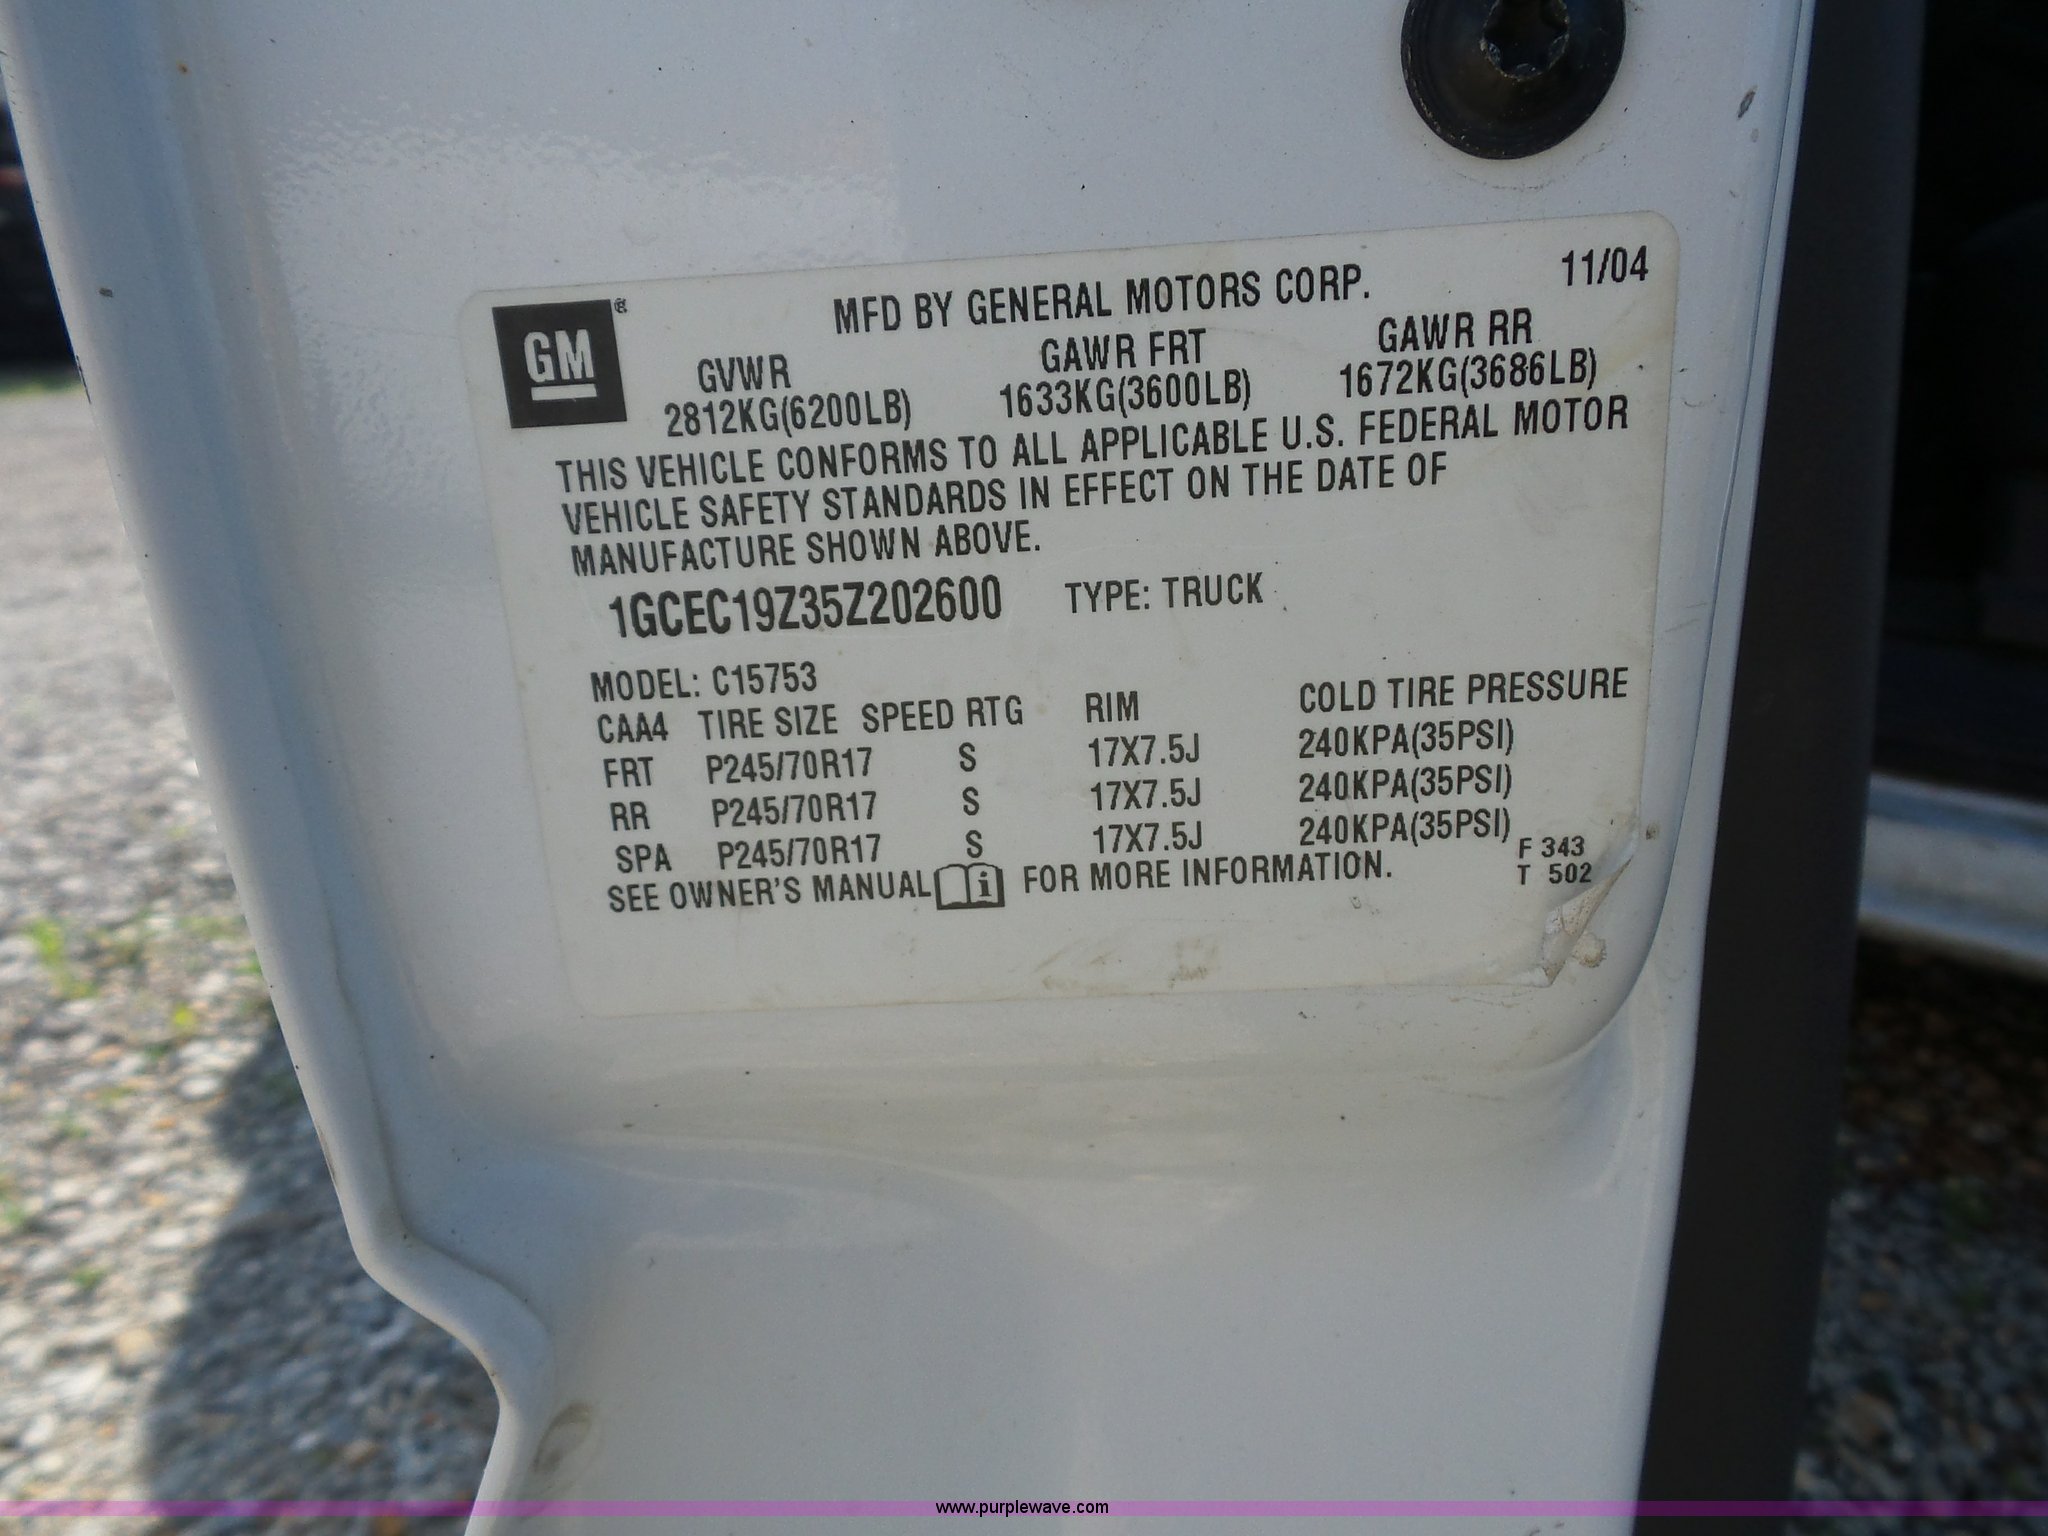 MFD BY GENERAL MOTORS CORP. 11/04
GM®
GVWR GAWR FRT GAWR RR
2812KG(6200LB) 1633KG(3600LB) 1672KG(3686LB)
THIS VEHICLE CONFORMS TO ALL APPLICABLE U.S. FEDERAL MOTOR
VEHICLE SAFETY STANDARDS IN EFFECT ON THE DATE OF
MANUFACTURE SHOWN ABOVE.
1GCEC19Z35Z202600 TYPE: TRUCK
MODEL: C15753
CAA4 TIRE SIZE SPEED RTG RIM COLD TIRE PRESSURE
FRT P245/70R17 S 17X7.5J 240KPA(35PSI)
RR P245/70R17 S 17X7.5J 240KPA(35PSI)
SPA P245/70R17 S 17X7.5J 240KPA(35PSI)
SEE OWNER'S MANUAL i FOR MORE INFORMATION.
F 343
T 502
www.purplewave.com